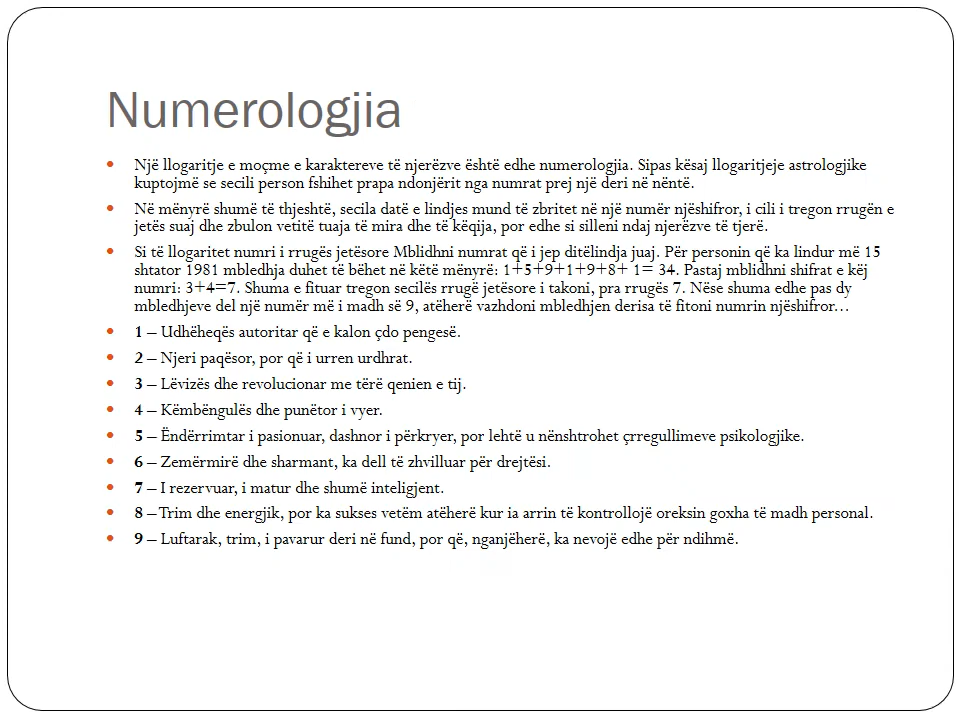 Numerologjia
• Një llogaritje e moçme e karaktereve të njerëzve është edhe numerologjia. Sipas kësaj llogaritjeje astrologjike
kuptojmë se secili person fshihet prapa ndonjërit nga numrat prej një deri në nëntë.
• Në mënyrë shumë të thjeshtë, secila datë e lindjes mund të zbritet në një numër njëshifror, i cili i tregon rrugën e
jetës suaj dhe zbulon vetitë tuaja të mira dhe të këqija, por edhe si silleni ndaj njerëzve të tjerë.
• Si të llogaritet numri i rrugës jetësore Mblidhni numrat që i jep ditëlindja juaj. Për personin që ka lindur më 15
shtator 1981 mbledhja duhet të bëhet në këtë mënyrë: 1+5+9+1+9+8+ 1= 34. Pastaj mblidhni shifrat e këj
numri: 3+4=7. Shuma e fituar tregon secilës rrugë jetësore i takoni, pra rrugës 7. Nëse shuma edhe pas dy
mbledhjeve del një numër më i madh së 9, atëherë vazhdoni mbledhjen derisa të fitoni numrin njëshifror…
• 1 – Udhëheqës autoritar që e kalon çdo pengesë.
• 2 – Njeri paqësor, por që i urren urdhrat.
• 3 – Lëvizës dhe revolucionar me tërë qenien e tij.
• 4 – Këmbëngulës dhe punëtor i vyer.
• 5 – Ëndërrimtar i pasionuar, dashnor i përkryer, por lehtë u nënshtrohet çrregullimeve psikologjike.
• 6 – Zemërmirë dhe sharmant, ka dell të zhvilluar për drejtësi.
• 7 – I rezervuar, i matur dhe shumë inteligjent.
• 8 – Trim dhe energjik, por ka sukses vetëm atëherë kur ia arrin të kontrollojë oreksin goxha të madh personal.
• 9 – Luftarak, trim, i pavarur deri në fund, por që, nganjëherë, ka nevojë edhe për ndihmë.